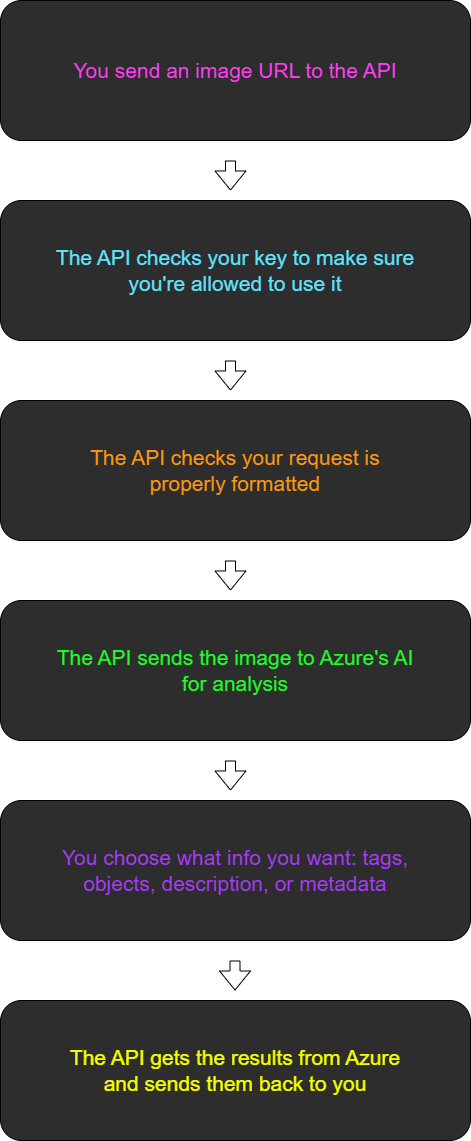 You send an image URL to the API
The API checks your key to make sure
you're allowed to use it
The API checks your request is
properly formatted
The API sends the image to Azure's AI
for analysis
You choose what info you want: tags,
objects, description, or metadata
The API gets the results from Azure
and sends them back to you